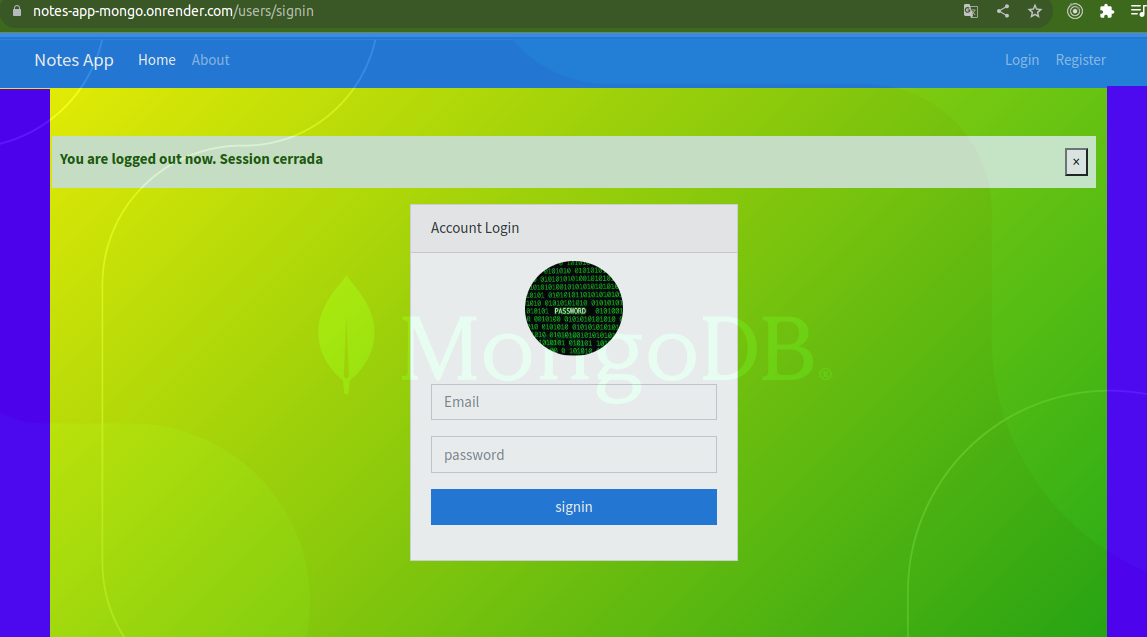 notes-app-mongo.onrender.com/users/signin
Notes App Home About Login Register
You are logged out now. Session cerrada ×
Account Login
PASSWORD
MongoDB®
Email
password
signin